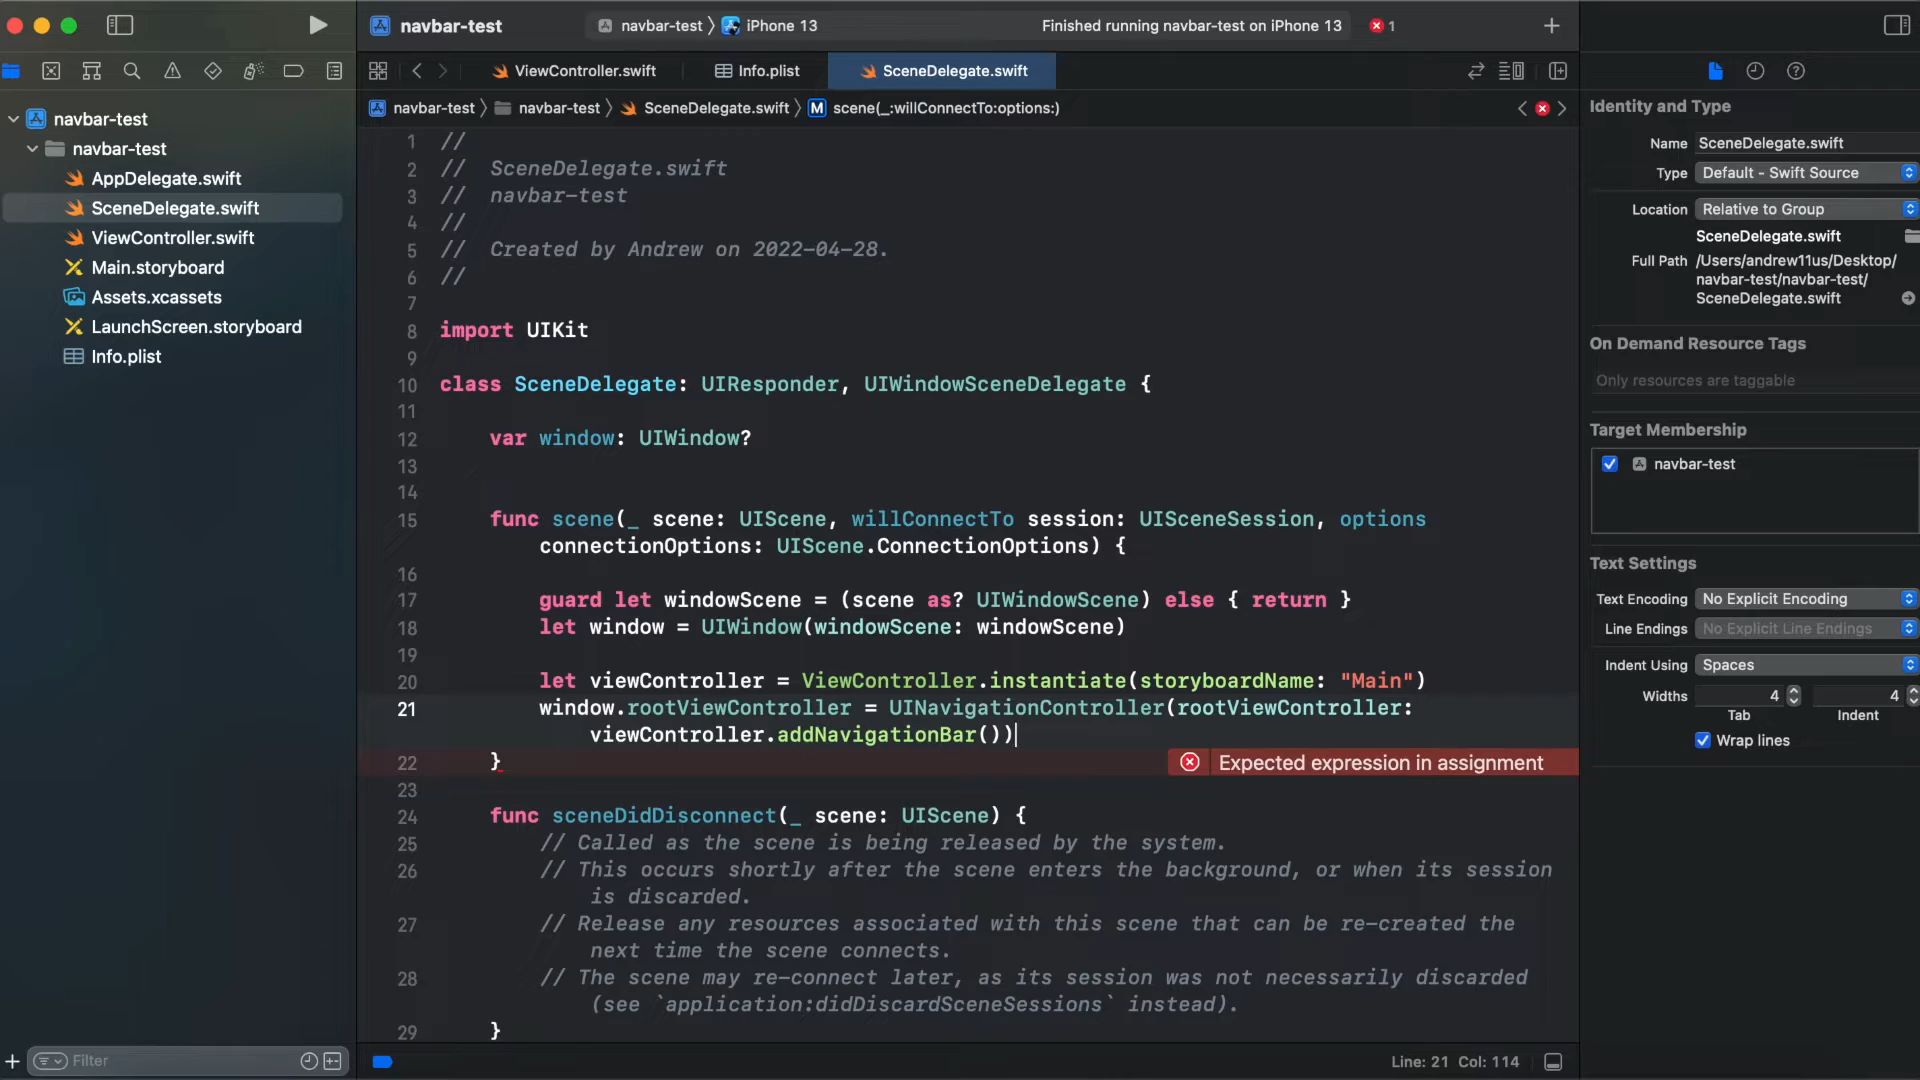 navbar-test
navbar-test 〉 iPhone 13
Finished running navbar-test on iPhone 13
1
ViewController.swift
Info.plist
SceneDelegate.swift
navbar-test 〉 navbar-test 〉 SceneDelegate.swift 〉 M scene(_:willConnectTo:options:)
navbar-test
navbar-test
AppDelegate.swift
SceneDelegate.swift
ViewController.swift
Main.storyboard
Assets.xcassets
LaunchScreen.storyboard
Info.plist
Filter
1 //
2 // SceneDelegate.swift
3 // navbar-test
4 //
5 // Created by Andrew on 2022-04-28.
6 //
7
8 import UIKit
9
10 class SceneDelegate: UIResponder, UIWindowSceneDelegate {
11
12 var window: UIWindow?
13
14
15 func scene(_ scene: UIScene, willConnectTo session: UISceneSession, options
connectionOptions: UIScene.ConnectionOptions) {
16
17 guard let windowScene = (scene as? UIWindowScene) else { return }
18 let window = UIWindow(windowScene: windowScene)
19
20 let viewController = ViewController.instantiate(storyboardName: "Main")
21 window.rootViewController = UINavigationController(rootViewController:
viewController.addNavigationBar())
22 } Expected expression in assignment
23
24 func sceneDidDisconnect(_ scene: UIScene) {
25 // Called as the scene is being released by the system.
26 // This occurs shortly after the scene enters the background, or when its session
is discarded.
27 // Release any resources associated with this scene that can be re-created the
next time the scene connects.
28 // The scene may re-connect later, as its session was not necessarily discarded
(see `application:didDiscardSceneSessions` instead).
29 }
Line: 21 Col: 114
Identity and Type
Name SceneDelegate.swift
Type Default - Swift Source
Location Relative to Group
SceneDelegate.swift
Full Path /Users/andrew11us/Desktop/
navbar-test/navbar-test/
SceneDelegate.swift
On Demand Resource Tags
Only resources are taggable
Target Membership
navbar-test
Text Settings
Text Encoding No Explicit Encoding
Line Endings No Explicit Line Endings
Indent Using Spaces
Widths 4 4
Tab Indent
Wrap lines